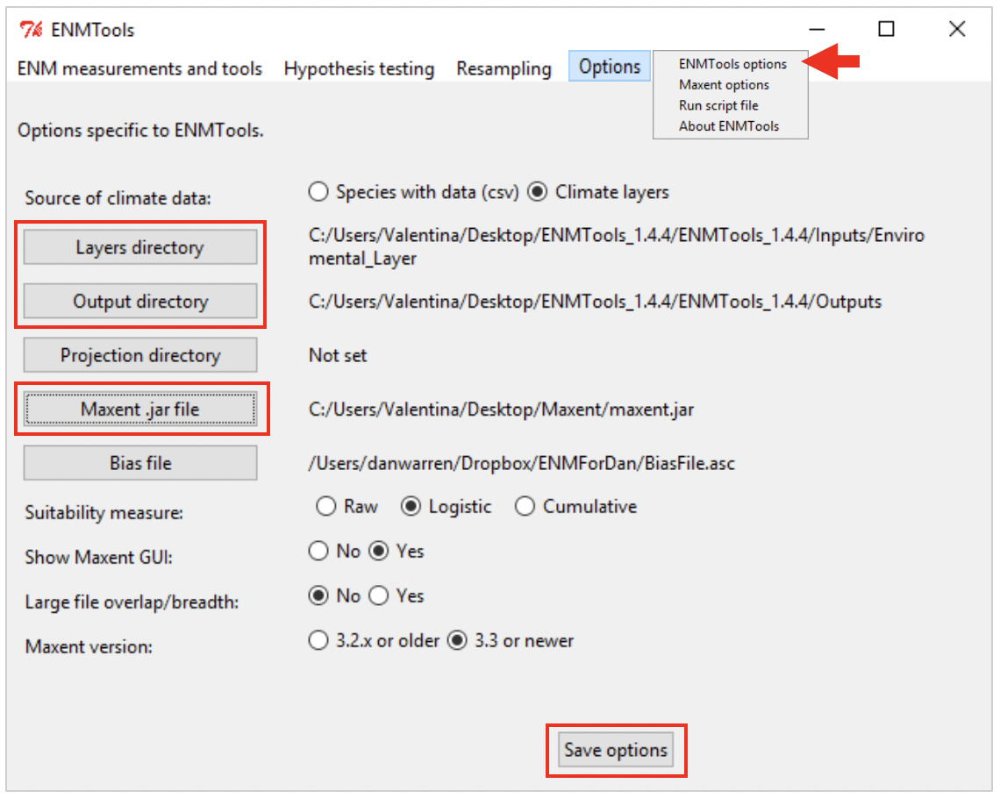 ENMTools
ENM measurements and tools Hypothesis testing Resampling Options
ENMTools options
Maxent options
Run script file
About ENMTools
Options specific to ENMTools.
Source of climate data: Species with data (csv) Climate layers
Layers directory C:/Users/Valentina/Desktop/ENMTools_1.4.4/ENMTools_1.4.4/Inputs/Enviro
mental_Layer
Output directory C:/Users/Valentina/Desktop/ENMTools_1.4.4/ENMTools_1.4.4/Outputs
Projection directory Not set
Maxent .jar file C:/Users/Valentina/Desktop/Maxent/maxent.jar
Bias file /Users/danwarren/Dropbox/ENMForDan/BiasFile.asc
Suitability measure: Raw Logistic Cumulative
Show Maxent GUI: No Yes
Large file overlap/breadth: No Yes
Maxent version: 3.2.x or older 3.3 or newer
Save options